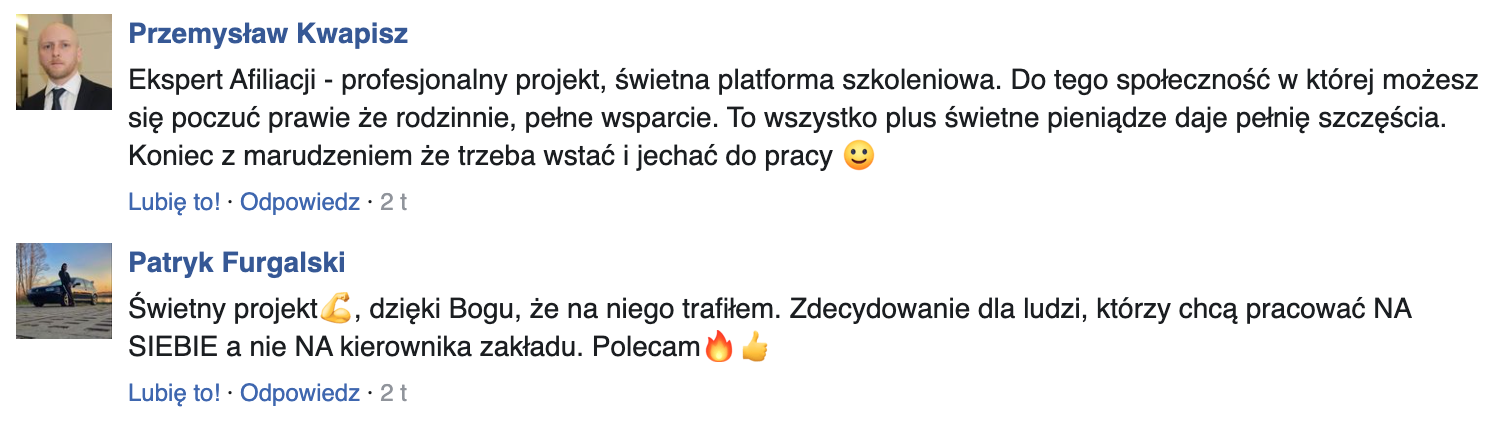 Przemysław Kwapisz
Ekspert Afiliacji - profesjonalny projekt, świetna platforma szkoleniowa. Do tego społeczność w której możesz
się poczuć prawie że rodzinnie, pełne wsparcie. To wszystko plus świetne pieniądze daje pełnię szczęścia.
Koniec z marudzeniem że trzeba wstać i jechać do pracy 🙂
Lubię to! · Odpowiedz · 2 t
Patryk Furgalski
Świetny projekt💪, dzięki Bogu, że na niego trafiłem. Zdecydowanie dla ludzi, którzy chcą pracować NA
SIEBIE a nie NA kierownika zakładu. Polecam🔥👍
Lubię to! · Odpowiedz · 2 t